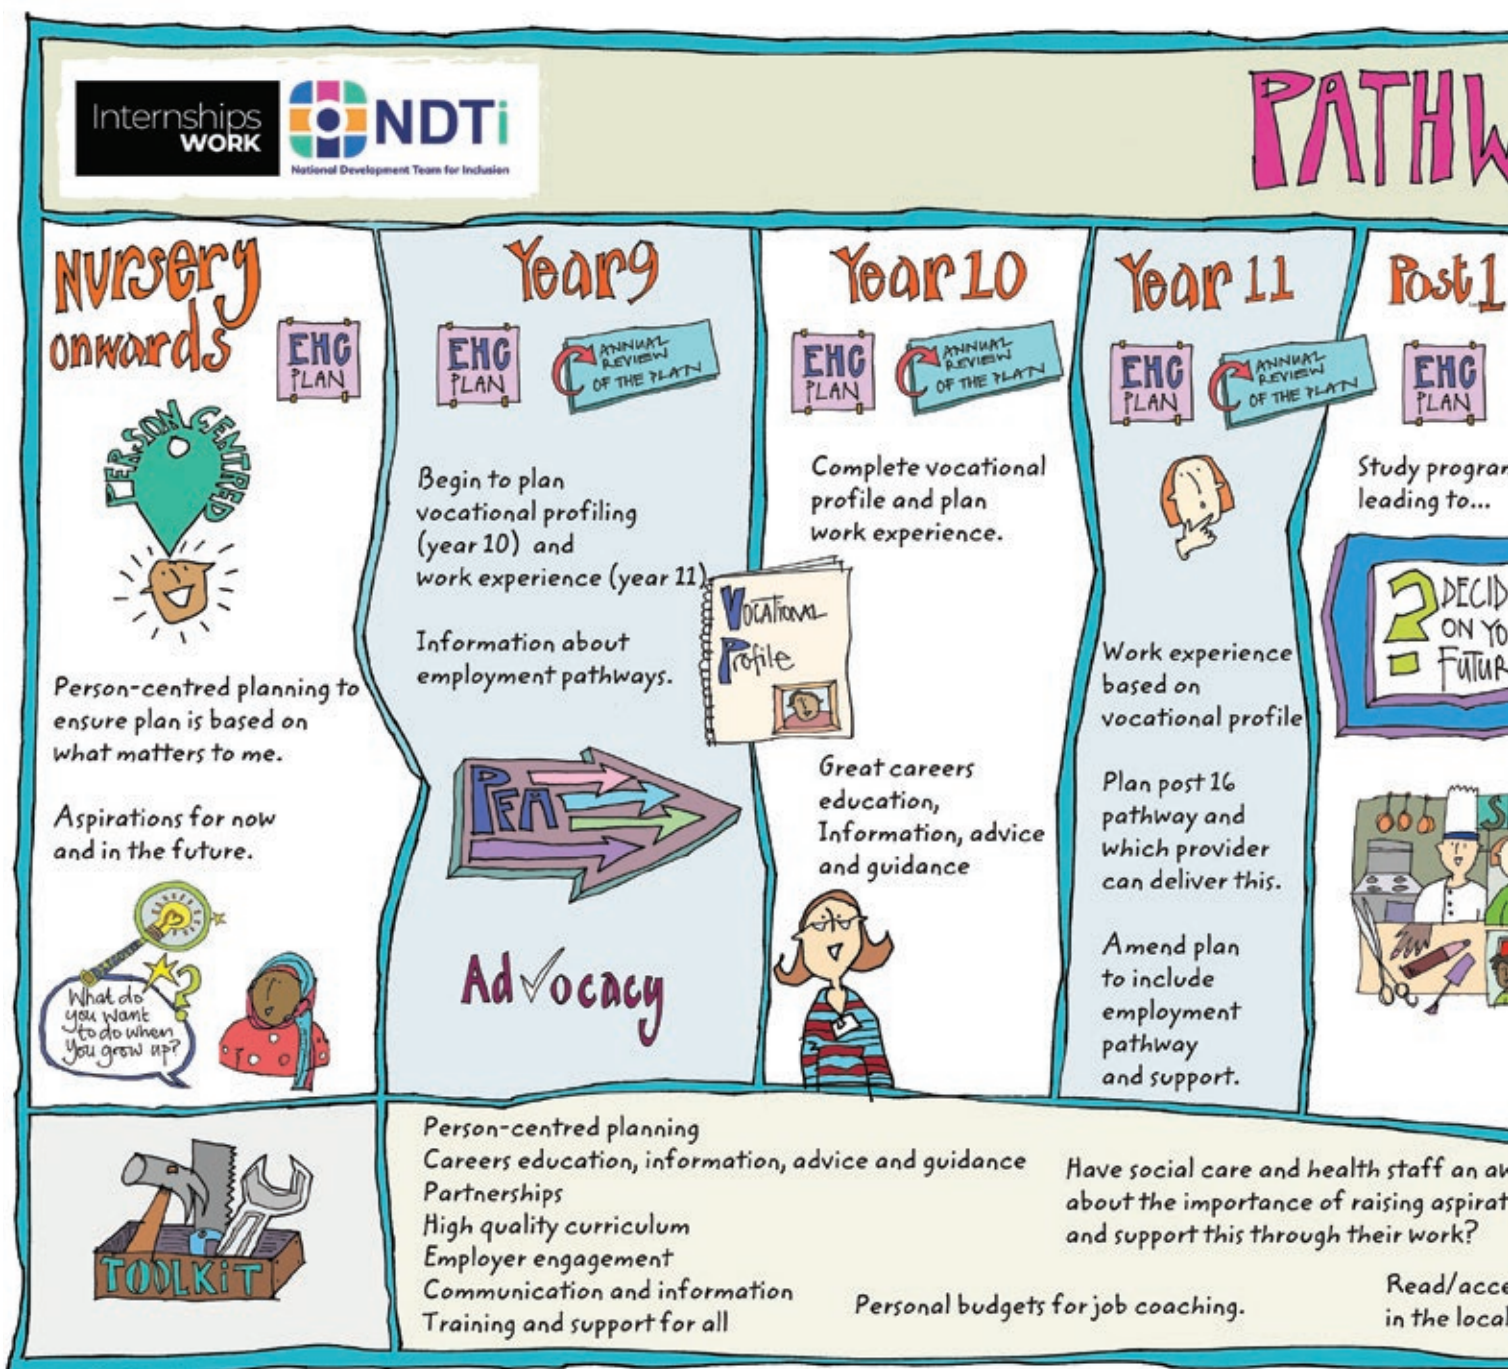 Internships
WORK
NDTi
National Development Team for Inclusion
PATHW
Nursery
onwards
EHC
PLAN
PERSON CENTRED
Person-centred planning to
ensure plan is based on
what matters to me.
Aspirations for now
and in the future.
What do
you want
to do when
you grow up?
Year 9
EHC
PLAN
ANNUAL
REVIEW
OF THE PLAN
Begin to plan
vocational profiling
(year 10) and
work experience (year 11)
Information about
employment pathways.
PFA
Advocacy
Year 10
EHC
PLAN
ANNUAL
REVIEW
OF THE PLAN
Complete vocational
profile and plan
work experience.
Vocational
Profile
Great careers
education,
Information, advice
and guidance
Year 11
EHC
PLAN
ANNUAL
REVIEW
OF THE PLAN
Work experience
based on
vocational profile
Plan post 16
pathway and
which provider
can deliver this.
Amend plan
to include
employment
pathway
and support.
Post 1
EHC
PLAN
Study program
leading to...
? DECID
ON YO
FUTUR
S
TOOLKIT
Person-centred planning
Careers education, information, advice and guidance
Partnerships
High quality curriculum
Employer engagement
Communication and information
Training and support for all
Personal budgets for job coaching.
Have social care and health staff an aw
about the importance of raising aspirat
and support this through their work?
Read/acce
in the local